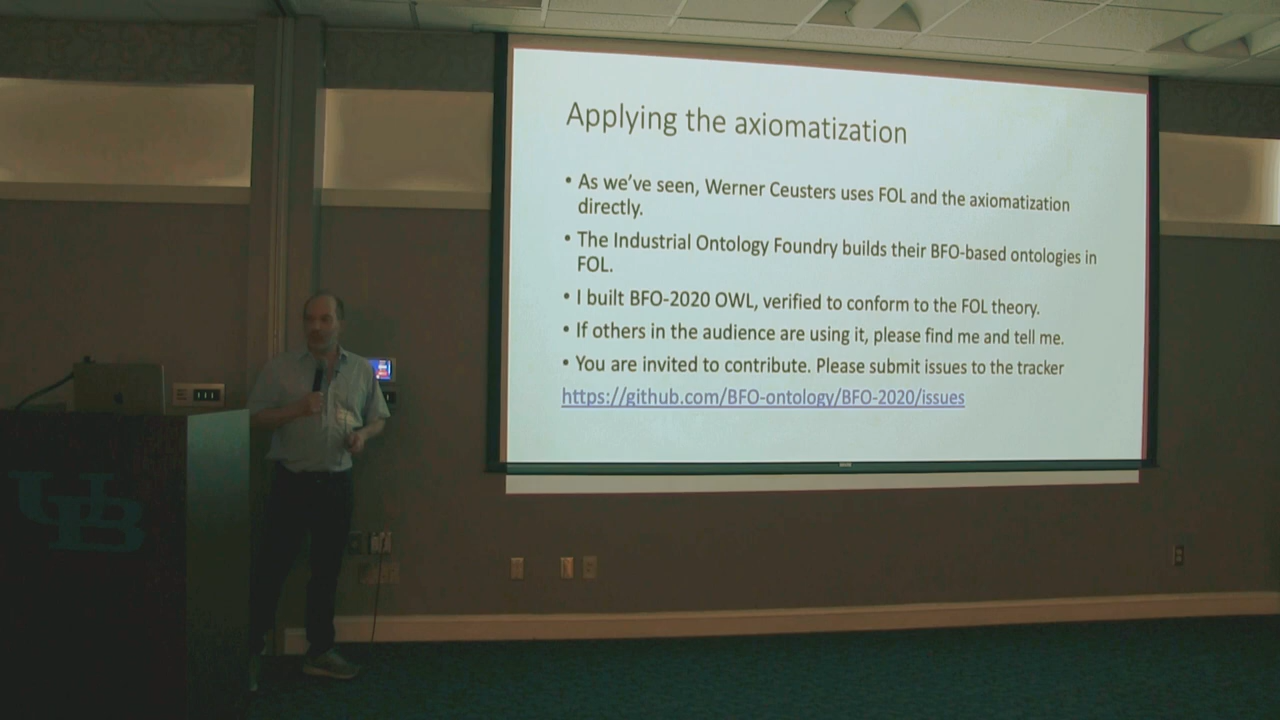 Applying the axiomatization
• As we've seen, Werner Ceusters uses FOL and the axiomatization
directly.
• The Industrial Ontology Foundry builds their BFO-based ontologies in
FOL.
• I built BFO-2020 OWL, verified to conform to the FOL theory.
• If others in the audience are using it, please find me and tell me.
• You are invited to contribute. Please submit issues to the tracker
https://github.com/BFO-ontology/BFO-2020/issues
UB